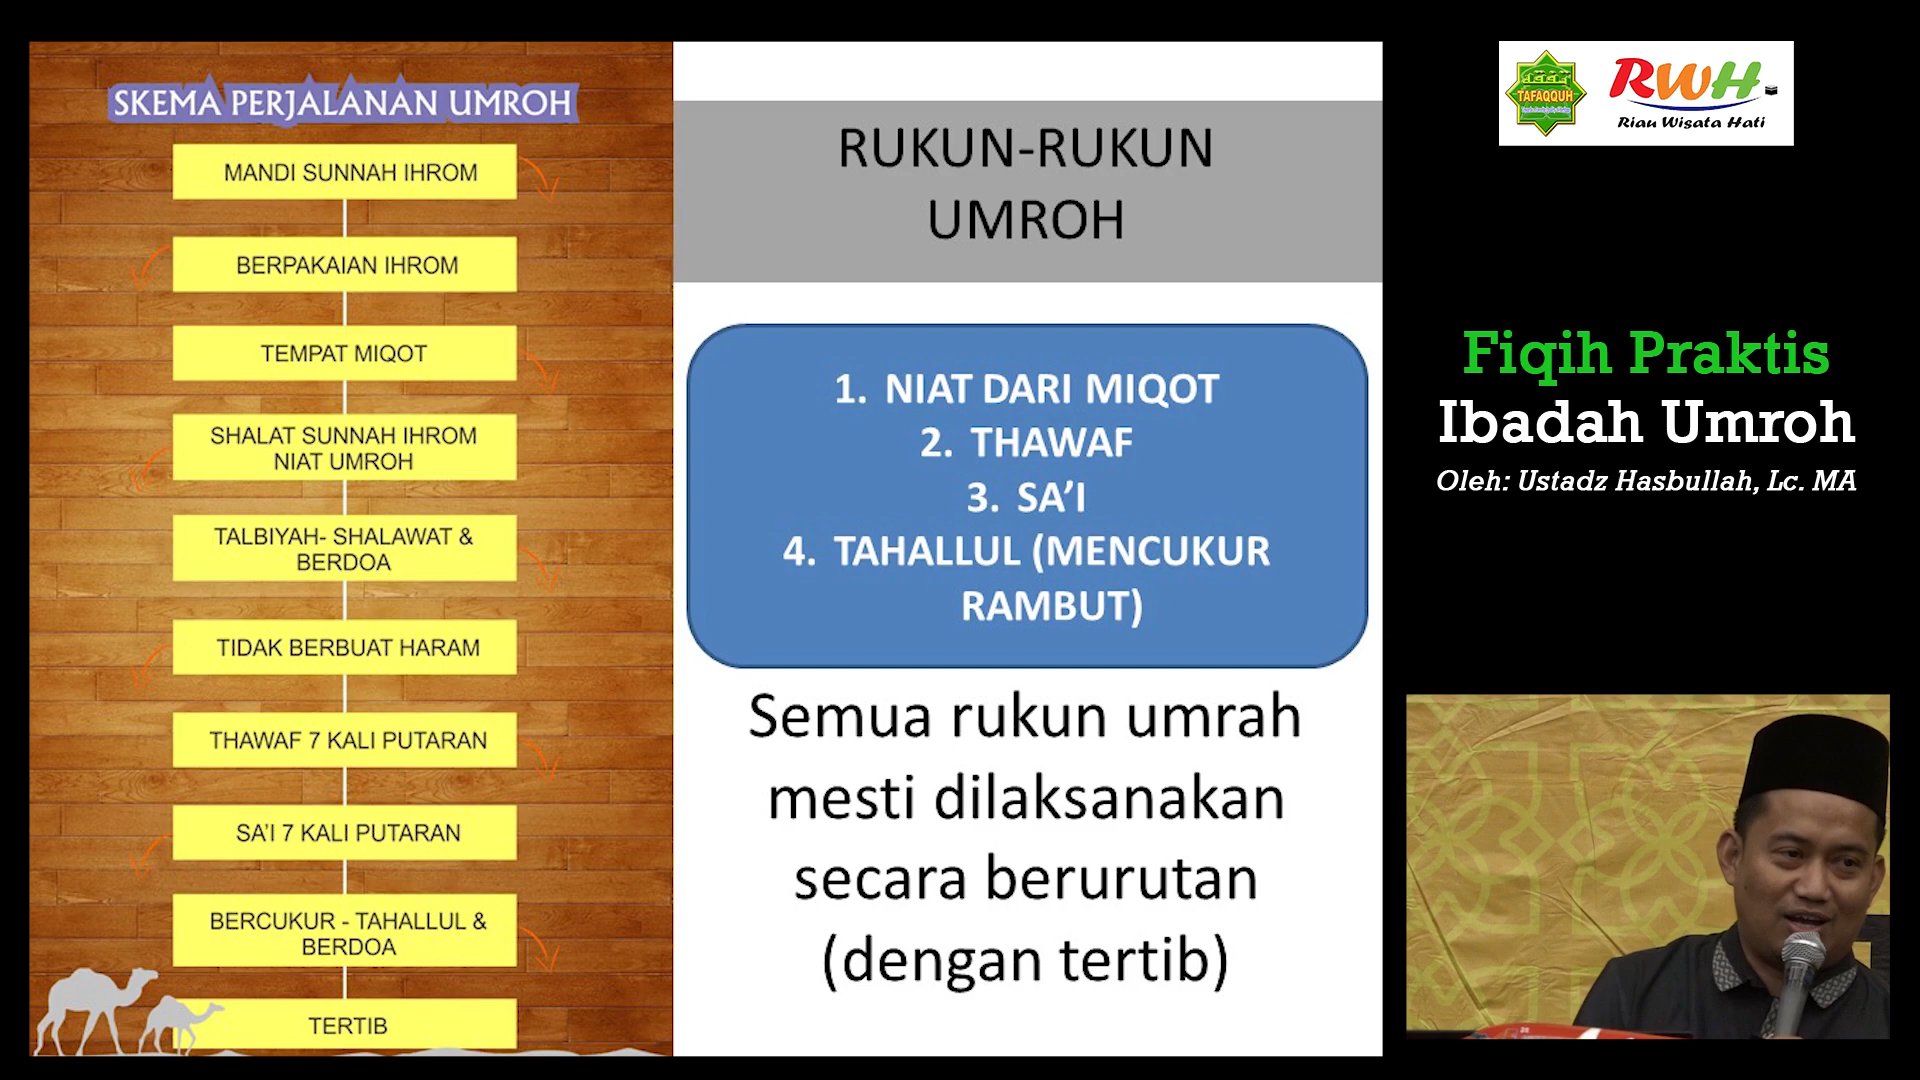 SKEMA PERJALANAN UMROH
MANDI SUNNAH IHROM
BERPAKAIAN IHROM
TEMPAT MIQOT
SHALAT SUNNAH IHROM
NIAT UMROH
TALBIYAH- SHALAWAT &
BERDOA
TIDAK BERBUAT HARAM
THAWAF 7 KALI PUTARAN
SA'I 7 KALI PUTARAN
BERCUKUR - TAHALLUL &
BERDOA
TERTIB
RUKUN-RUKUN
UMROH
1. NIAT DARI MIQOT
2. THAWAF
3. SA’I
4. TAHALLUL (MENCUKUR
RAMBUT)
Semua rukun umrah
mesti dilaksanakan
secara berurutan
(dengan tertib)
TAFAQQUH
RWH
Riau Wisata Hati
Fiqih Praktis
Ibadah Umroh
Oleh: Ustadz Hasbullah, Lc. MA